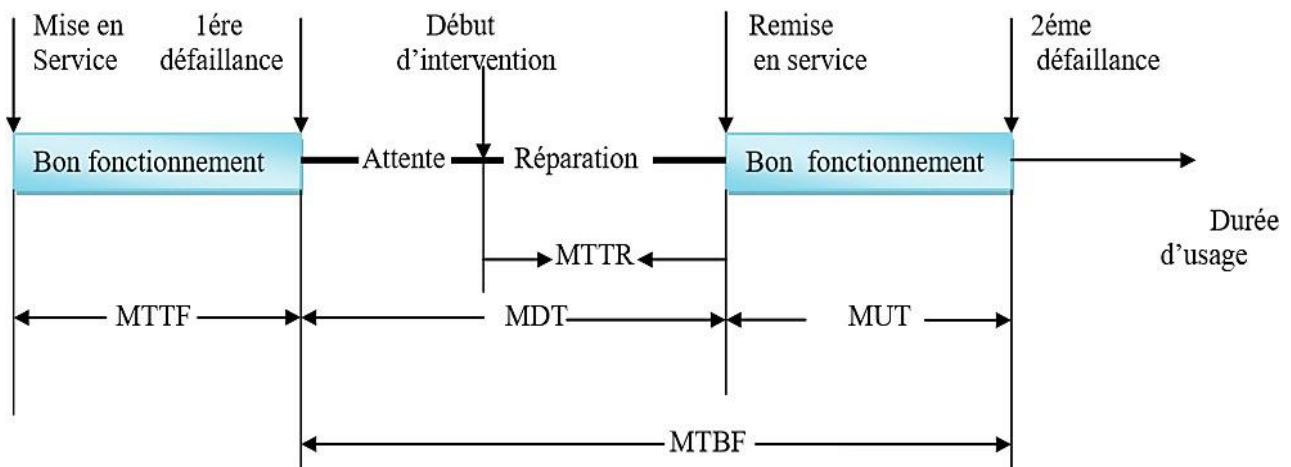 Mise en
Service
1ére
défaillance
Début
d’intervention
Remise
en service
2éme
défaillance
Bon fonctionnement
Attente
Réparation
Bon fonctionnement
Durée
d’usage
MTTR
MTTF
MDT
MUT
MTBF